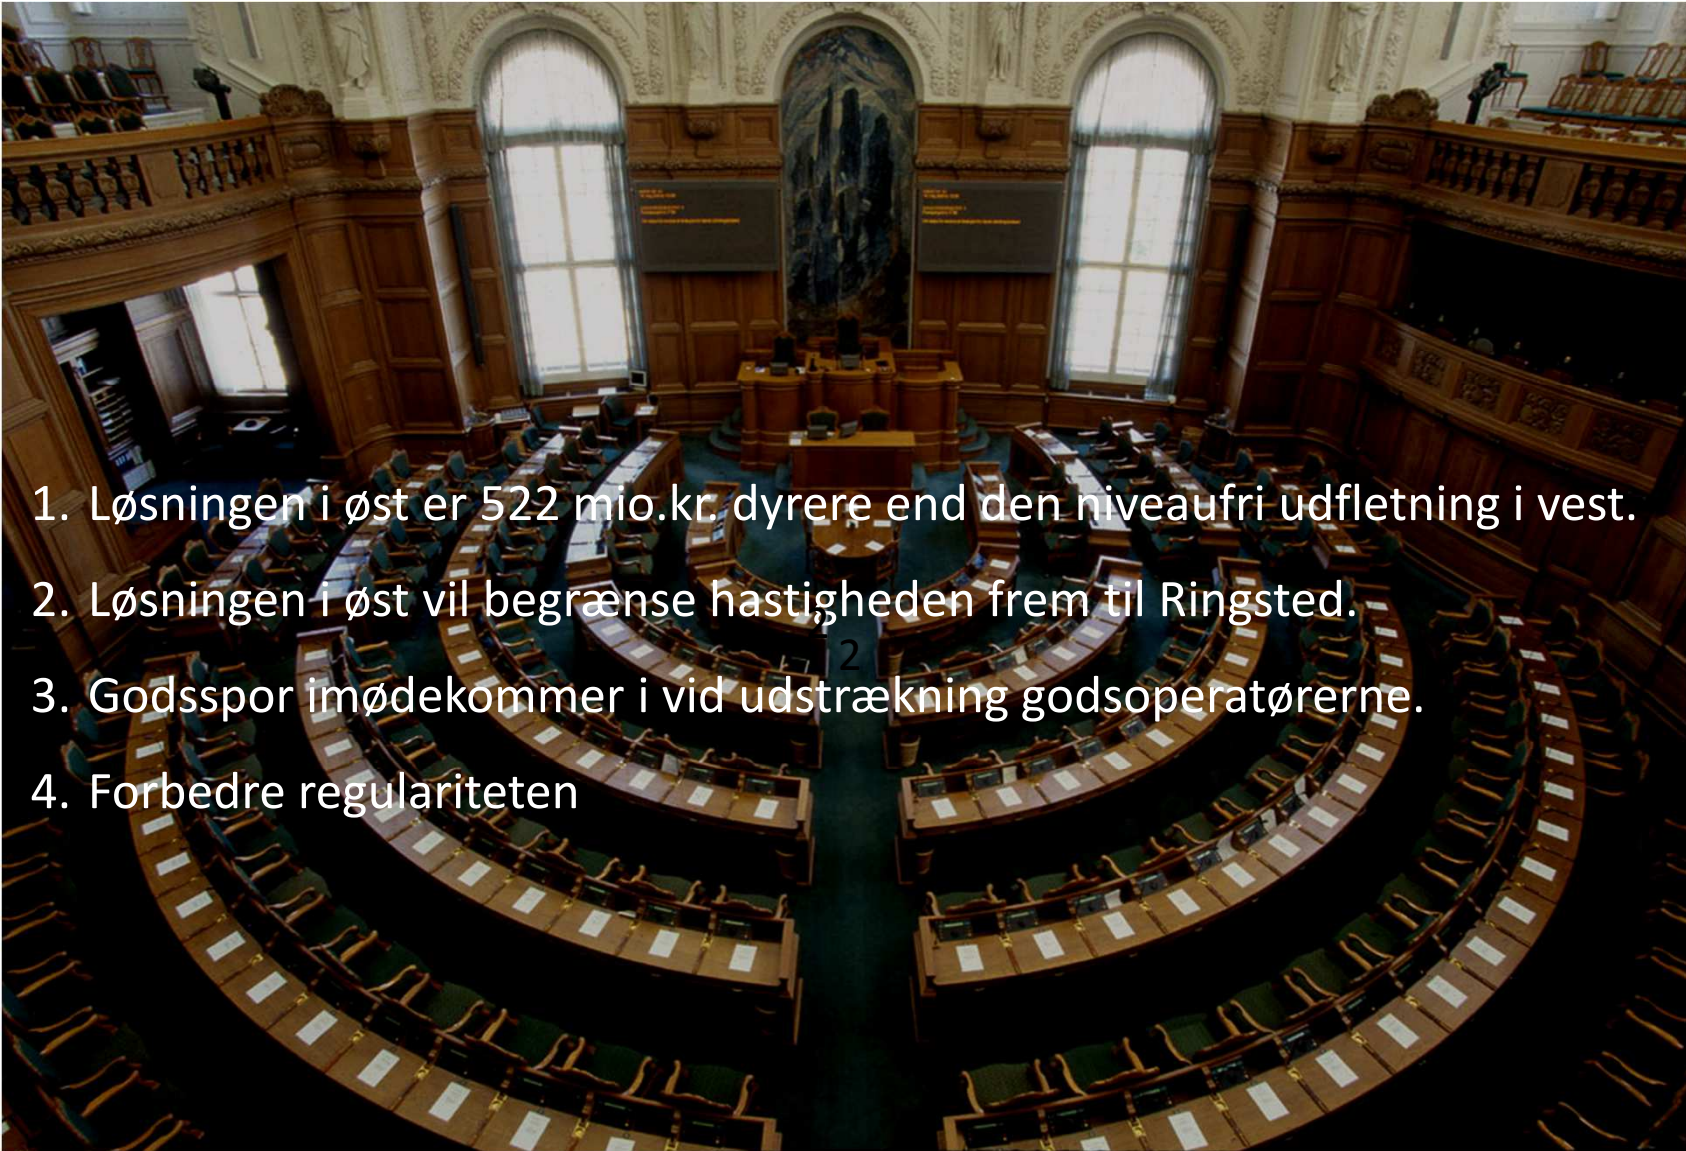 1. Løsningen i øst er 522 mio.kr. dyrere end den niveaufri udfletning i vest.
2. Løsningen i øst vil begrænse hastigheden frem til Ringsted.
2
3. Godsspor imødekommer i vid udstrækning godsoperatørerne.
4. Forbedre regulariteten